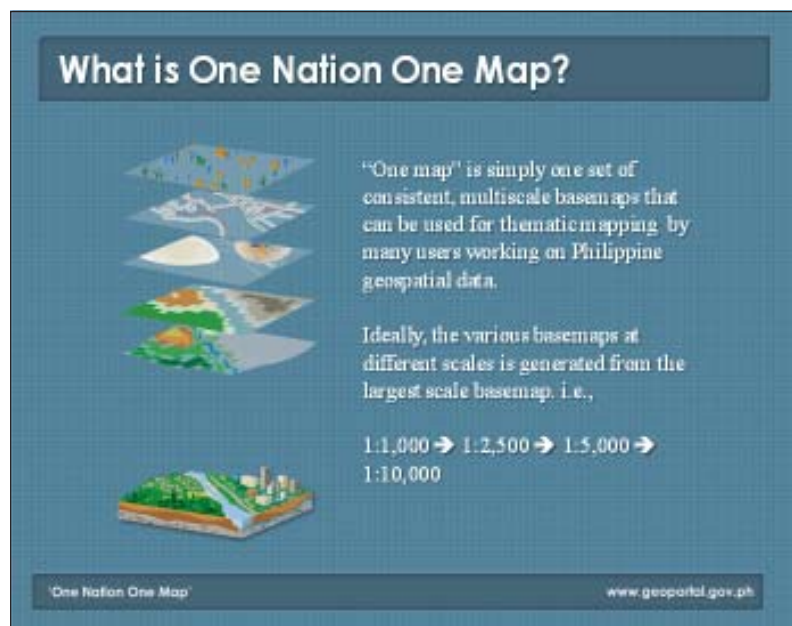 What is One Nation One Map?
“One map” is simply one set of
consistent, multiscale basemaps that
can be used for thematic mapping by
many users working on Philippine
geospatial data.
Ideally, the various basemaps at
different scales is generated from the
largest scale basemap. i.e.,
1:1,000 ➔ 1:2,500 ➔ 1:5,000 ➔
1:10,000
‘One Nation One Map’
www.geoportal.gov.ph